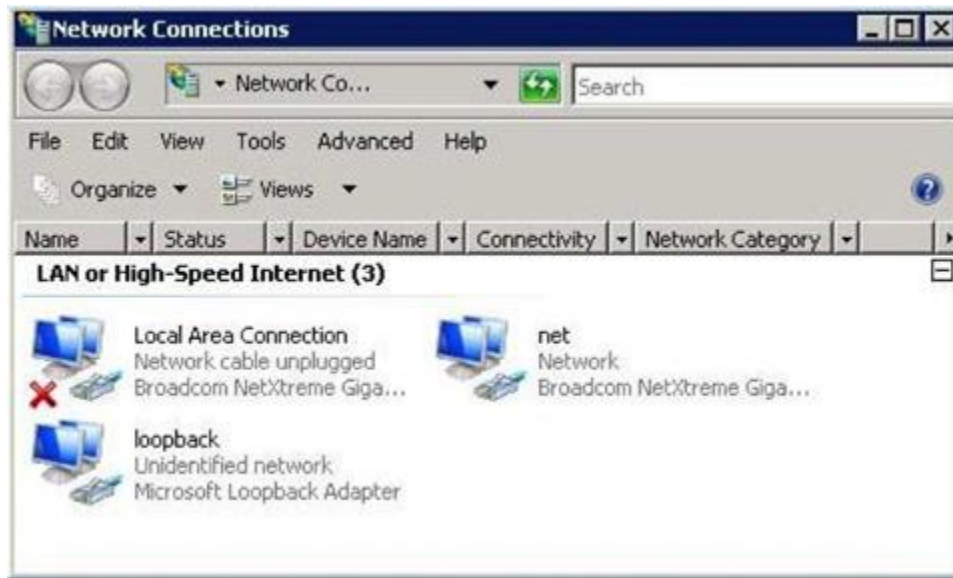 Network Connections
Network Co...
Search
File Edit View Tools Advanced Help
Organize Views
Name Status Device Name Connectivity Network Category
LAN or High-Speed Internet (3)
Local Area Connection
Network cable unplugged
Broadcom NetXtreme Giga...
net
Network
Broadcom NetXtreme Giga...
loopback
Unidentified network
Microsoft Loopback Adapter